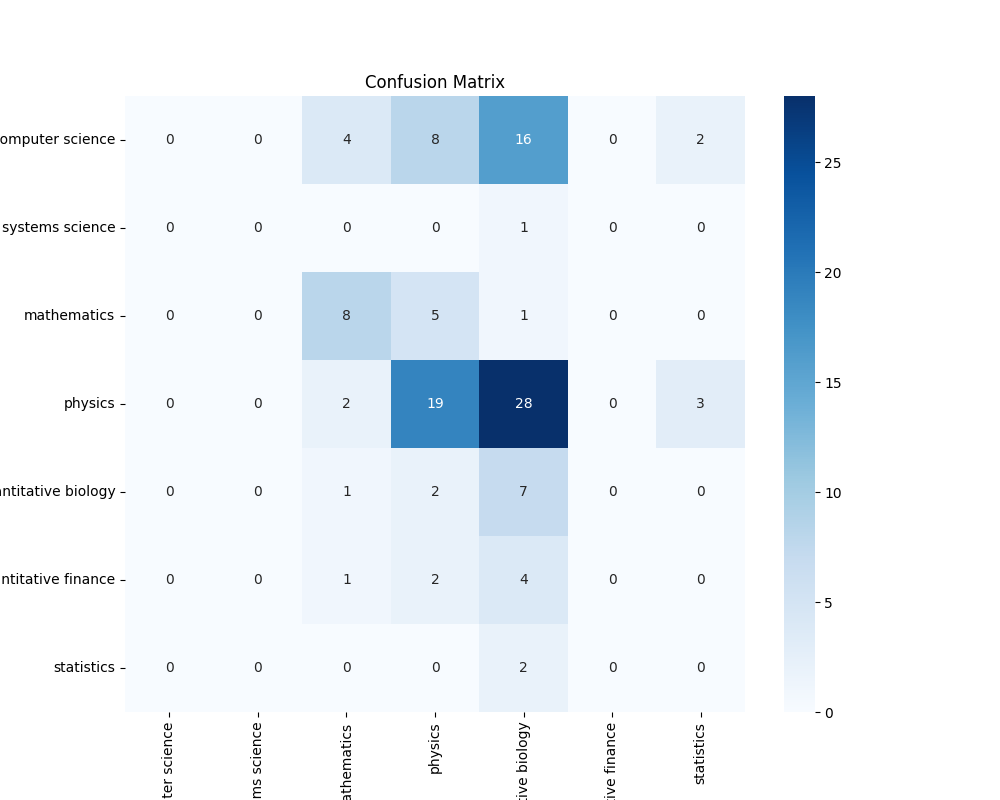 Confusion Matrix
omputer science 0 0 4 8 16 0 2
systems science 0 0 0 0 1 0 0
mathematics 0 0 8 5 1 0 0
physics 0 0 2 19 28 0 3
ntitative biology 0 0 1 2 7 0 0
ntitative finance 0 0 1 2 4 0 0
statistics 0 0 0 0 2 0 0
ter science
ms science
athematics
physics
tive biology
tive finance
statistics
25
20
15
10
5
0